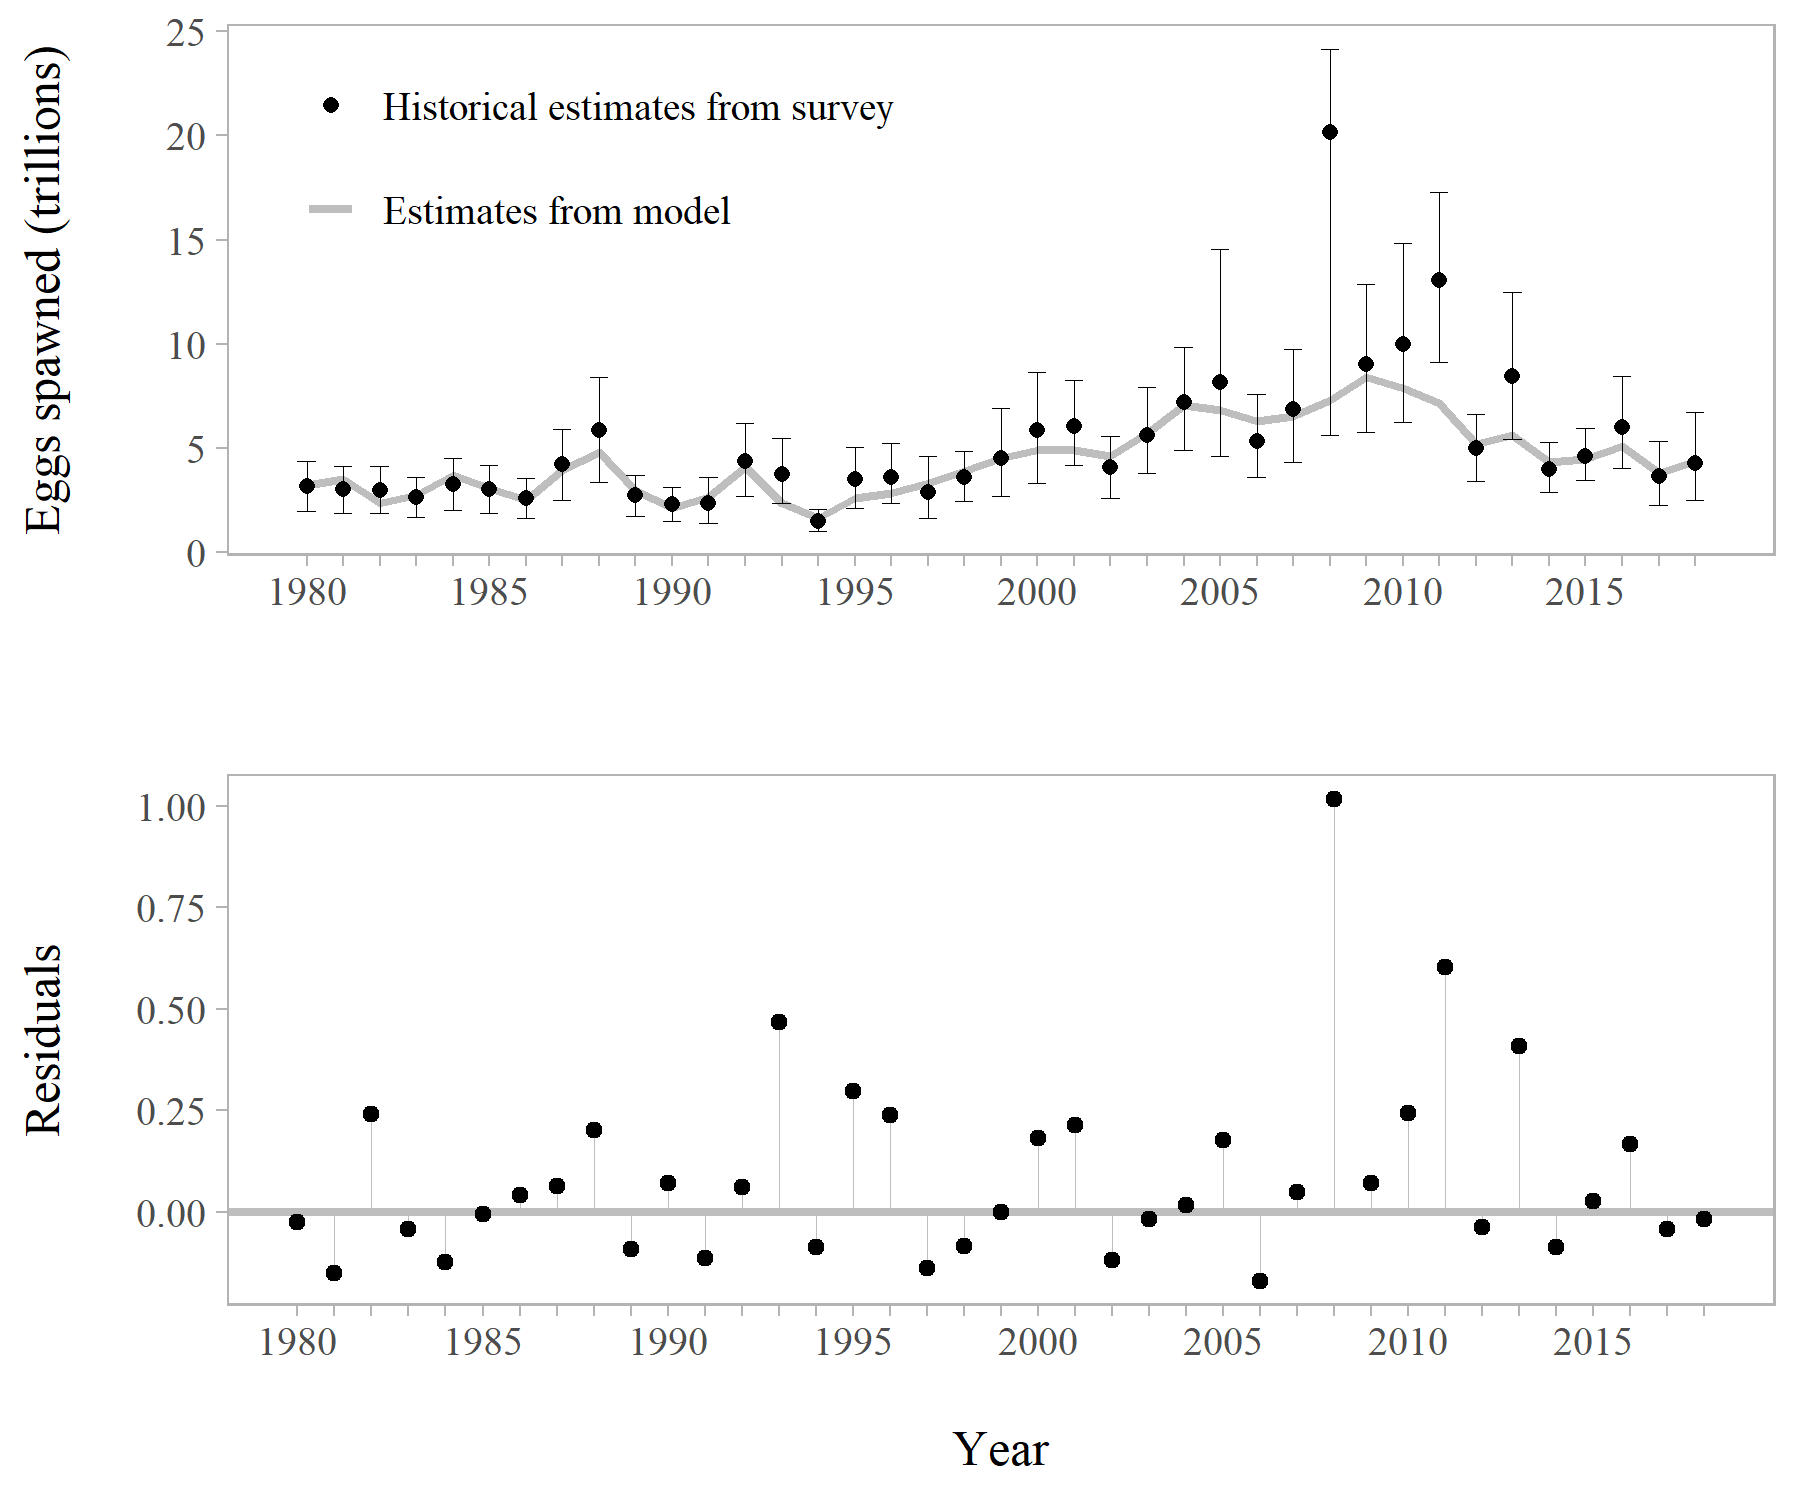 Eggs spawned (trillions)
25
20
15
10
5
0
Historical estimates from survey
Estimates from model
1980 1985 1990 1995 2000 2005 2010 2015
Residuals
1.00
0.75
0.50
0.25
0.00
1980 1985 1990 1995 2000 2005 2010 2015
Year